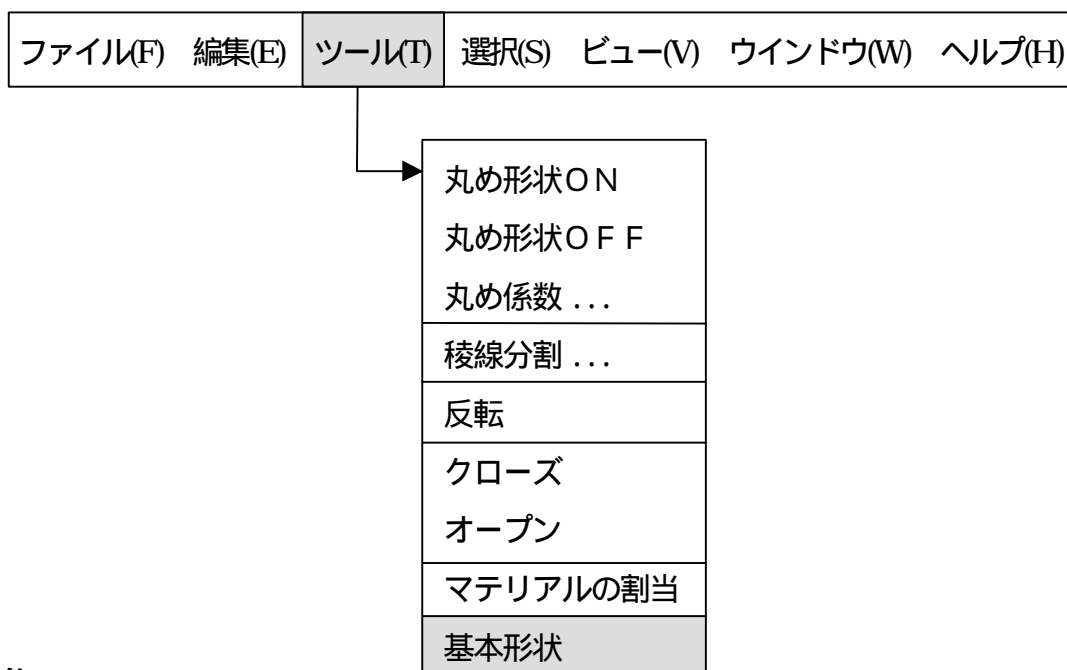 ファイル(F) 編集(E) ツール(T) 選択(S) ビュー(V) ウインドウ(W) ヘルプ(H)
丸め形状ＯＮ
丸め形状ＯＦＦ
丸め係数 ...
稜線分割 ...
反転
クローズ
オープン
マテリアルの割当
基本形状